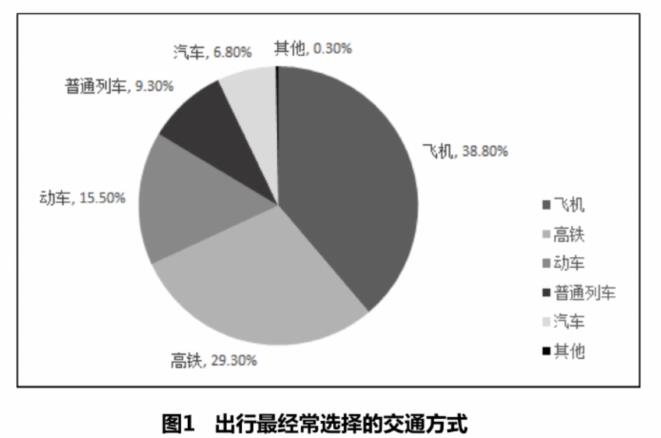 其他, 0.30%
汽车, 6.80%
普通列车, 9.30%
飞机, 38.80%
动车, 15.50%
高铁, 29.30%
飞机
高铁
动车
普通列车
汽车
其他
图1 出行最经常选择的交通方式